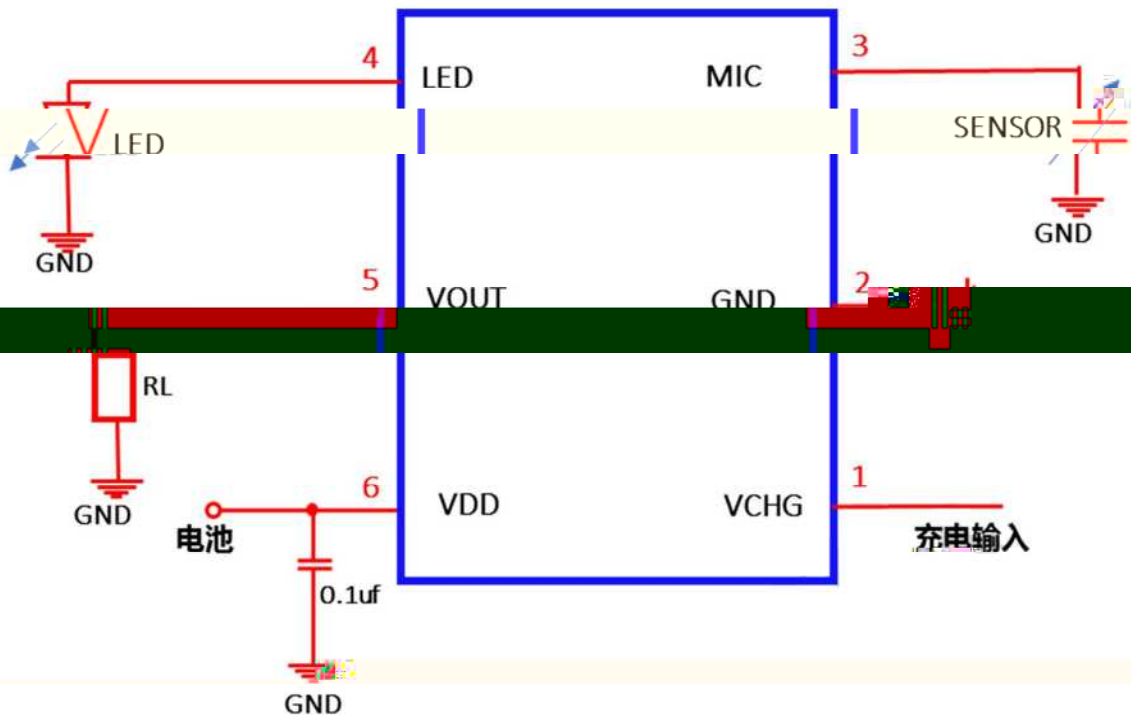 4
3
LED
MIC
LED
SENSOR
GND
GND
5
2
VOUT
GND
RL
GND
6
1
VDD
VCHG
电池
充电输入
0.1uf
GND